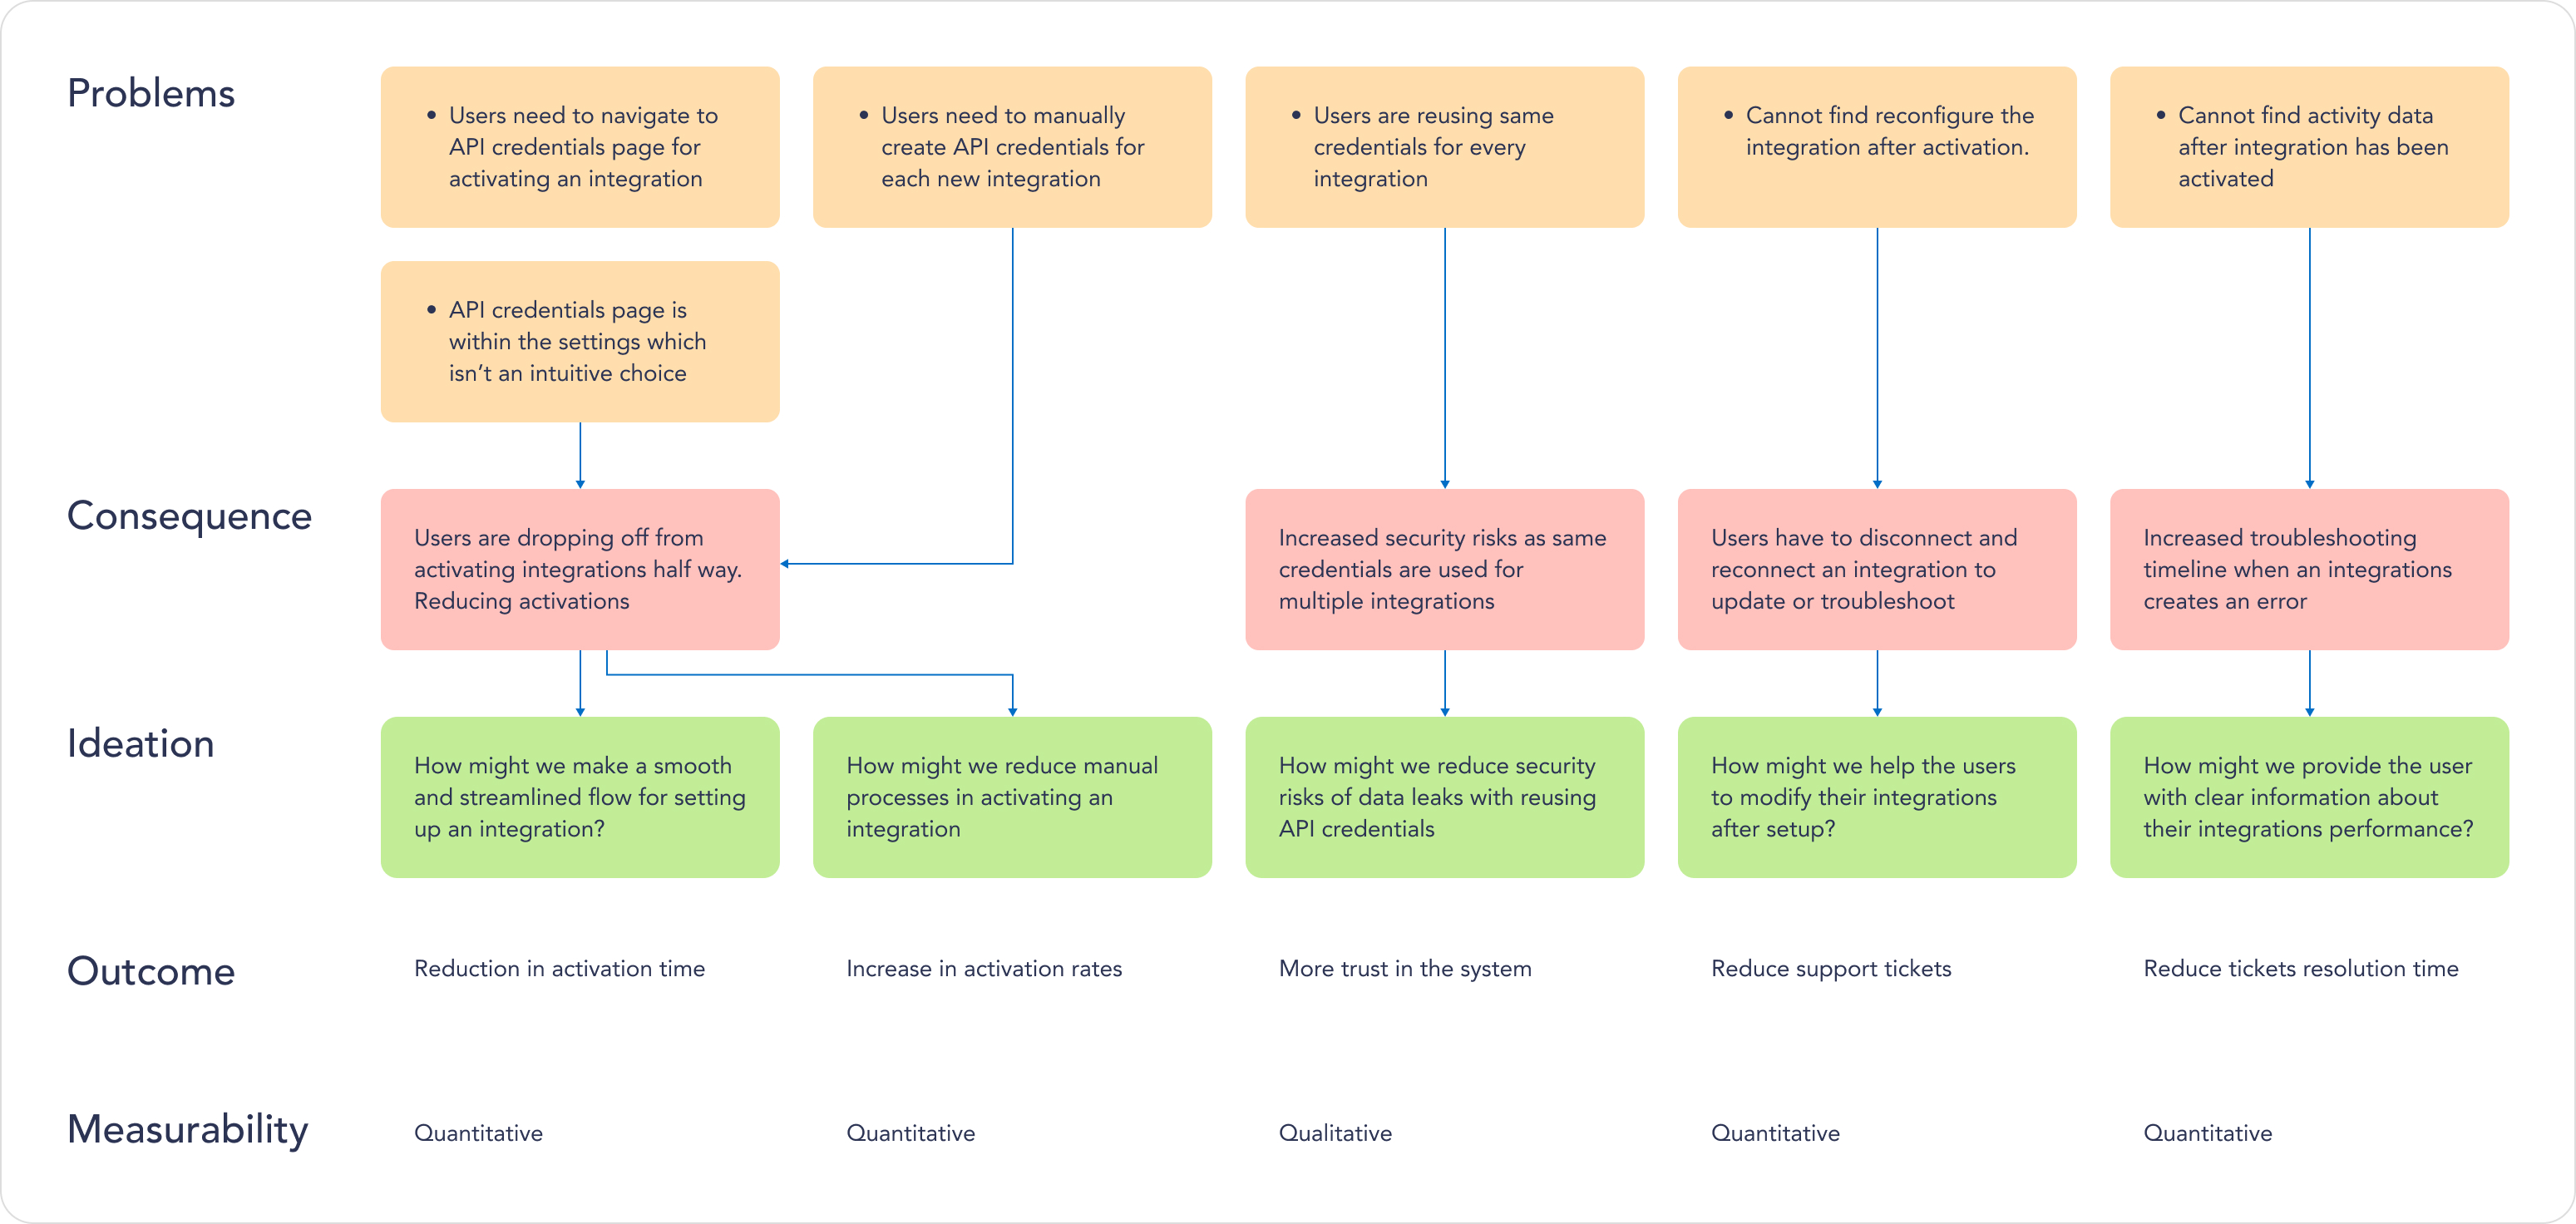 Problems
• Users need to navigate to
API credentials page for
activating an integration
• Users need to manually
create API credentials for
each new integration
• Users are reusing same
credentials for every
integration
• Cannot find reconfigure the
integration after activation.
• Cannot find activity data
after integration has been
activated
• API credentials page is
within the settings which
isn’t an intuitive choice
Consequence
Users are dropping off from
activating integrations half way.
Reducing activations
Increased security risks as same
credentials are used for
multiple integrations
Users have to disconnect and
reconnect an integration to
update or troubleshoot
Increased troubleshooting
timeline when an integrations
creates an error
Ideation
How might we make a smooth
and streamlined flow for setting
up an integration?
How might we reduce manual
processes in activating an
integration
How might we reduce security
risks of data leaks with reusing
API credentials
How might we help the users
to modify their integrations
after setup?
How might we provide the user
with clear information about
their integrations performance?
Outcome
Reduction in activation time
Increase in activation rates
More trust in the system
Reduce support tickets
Reduce tickets resolution time
Measurability
Quantitative
Quantitative
Qualitative
Quantitative
Quantitative